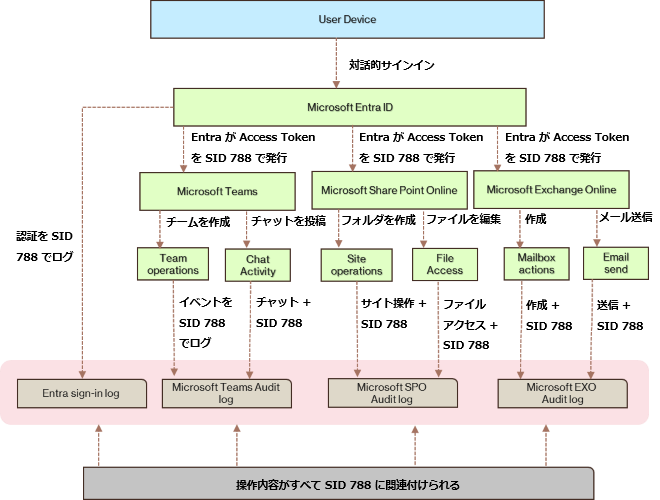 User Device
対話的サインイン
Microsoft Entra ID
Entra が Access Token
を SID 788 で発行
Entra が Access Token
を SID 788 で発行
Entra が Access Token
を SID 788 で発行
Microsoft Teams
Microsoft Share Point Online
Microsoft Exchange Online
認証を SID
788 でログ
チームを作成
チャットを投稿
フォルダを作成
ファイルを編集
作成
メール送信
Team
operations
Chat
Activity
Site
operations
File
Access
Mailbox
actions
Email
send
イベントを
SID 788
でログ
チャット +
SID 788
サイト操作 +
SID 788
ファイル
アクセス +
SID 788
作成 +
SID 788
送信 +
SID 788
Entra sign-in log
Microsoft Teams Audit
log
Microsoft SPO
Audit log
Microsoft EXO
Audit log
操作内容がすべて SID 788 に関連付けられる